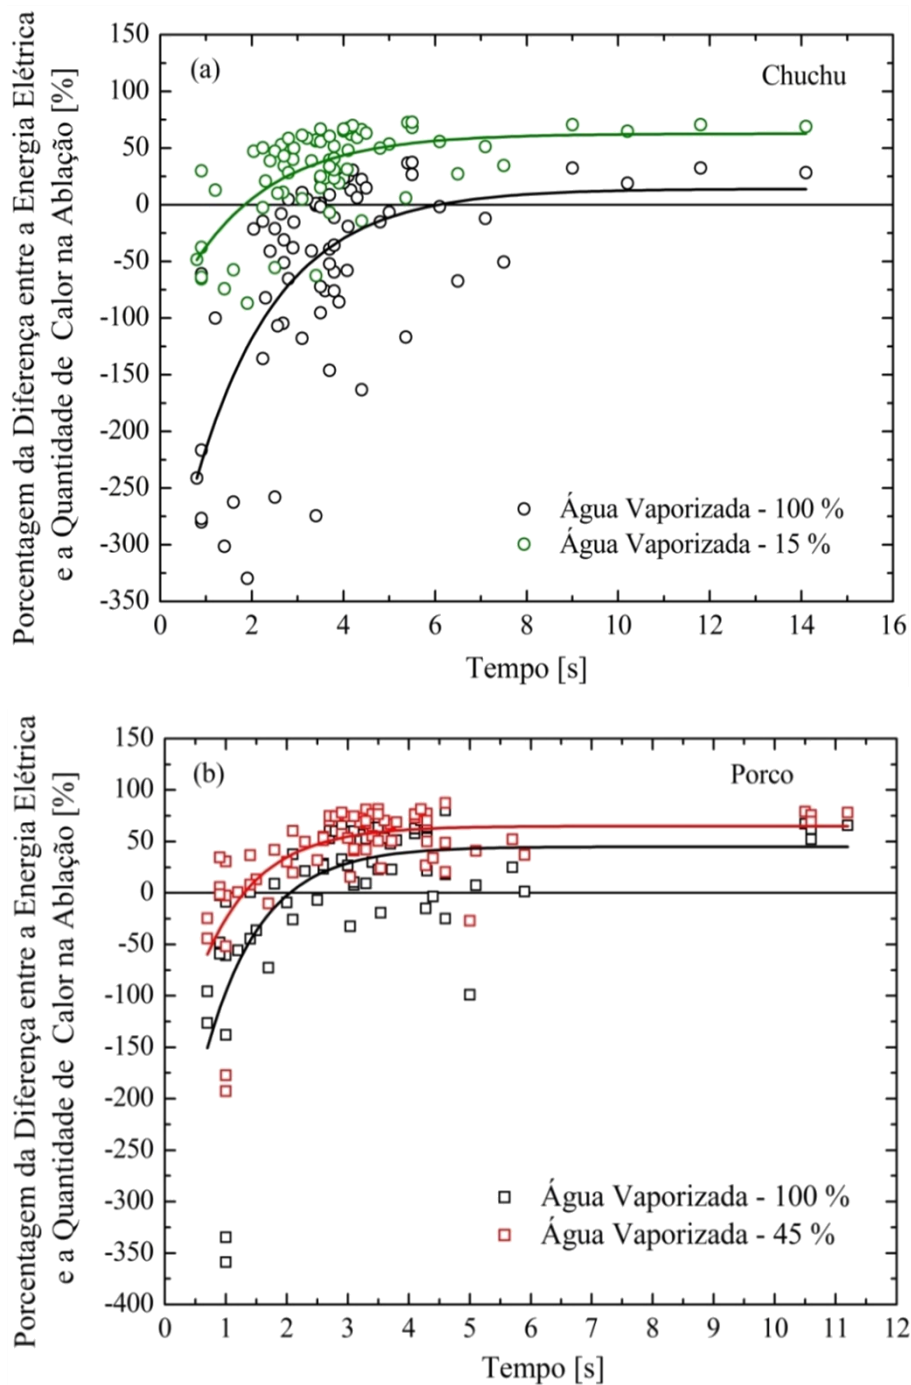 Porcentagem da Diferença entre a Energia Elétrica
e a Quantidade de Calor na Ablação [%]
150
100
50
0
-50
-100
-150
-200
-250
-300
-350
(a)
Chuchu
Água Vaporizada - 100 %
Água Vaporizada - 15 %
0 2 4 6 8 10 12 14 16
Tempo [s]
Porcentagem da Diferença entre a Energia Elétrica
e a Quantidade de Calor na Ablação [%]
150
100
50
0
-50
-100
-150
-200
-250
-300
-350
-400
(b)
Porco
Água Vaporizada - 100 %
Água Vaporizada - 45 %
0 1 2 3 4 5 6 7 8 9 10 11 12
Tempo [s]